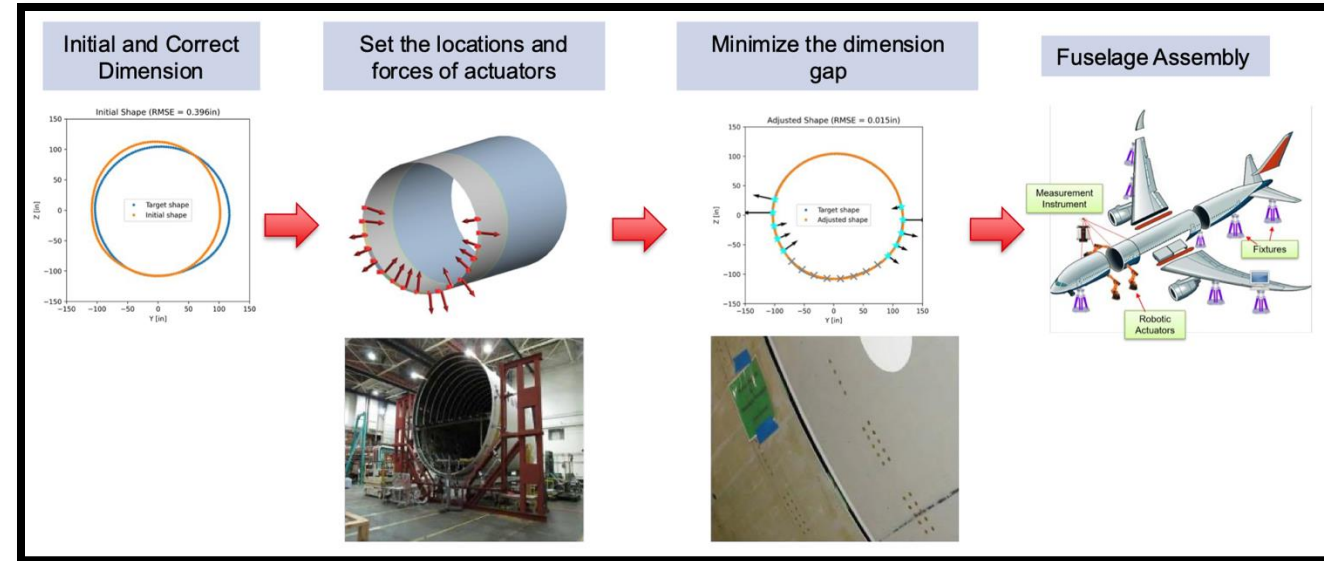 Initial and Correct
Dimension
Set the locations and
forces of actuators
Minimize the dimension
gap
Fuselage Assembly
Initial Shape (RMSE = 0.396in)
150
100
50
0
−50
−100
−150
Z [in]
Target shape
Initial shape
−150 −100 −50 0 50 100 150
Y [in]
Adjusted Shape (RMSE = 0.015in)
150
100
50
0
−50
−100
−150
Z [in]
Target shape
Adjusted shape
−150 −100 −50 0 50 100 150
Y [in]
Measurement
Instrument
Fixtures
Robotic
Actuators